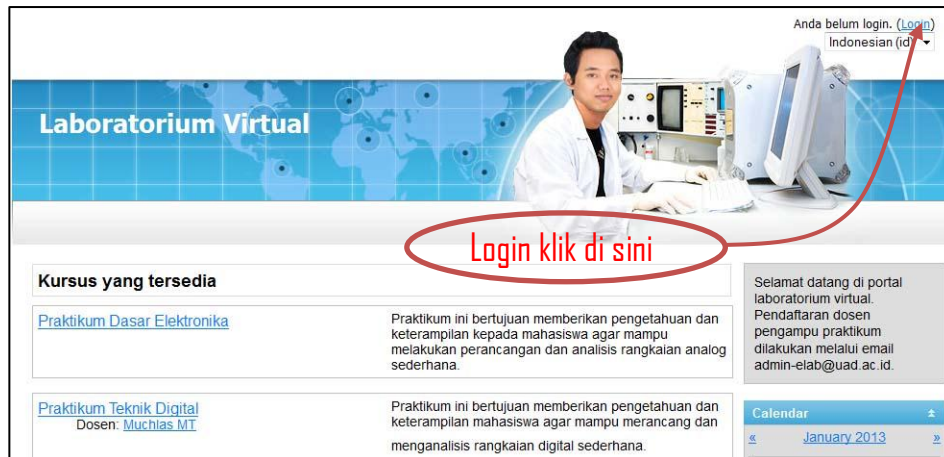 Anda belum login. (Login)
Indonesian (id)
Laboratorium Virtual
Login klik di sini
Kursus yang tersedia
Praktikum Dasar Elektronika
Praktikum ini bertujuan memberikan pengetahuan dan
keterampilan kepada mahasiswa agar mampu
melakukan perancangan dan analisis rangkaian analog
sederhana.
Praktikum Teknik Digital
Dosen: Muchlas MT
Praktikum ini bertujuan memberikan pengetahuan dan
keterampilan mahasiswa agar mampu merancang dan
menganalisis rangkaian digital sederhana.
Selamat datang di portal
laboratorium virtual.
Pendaftaran dosen
pengampu praktikum
dilakukan melalui email
admin-elab@uad.ac.id.
Calendar
« January 2013 »